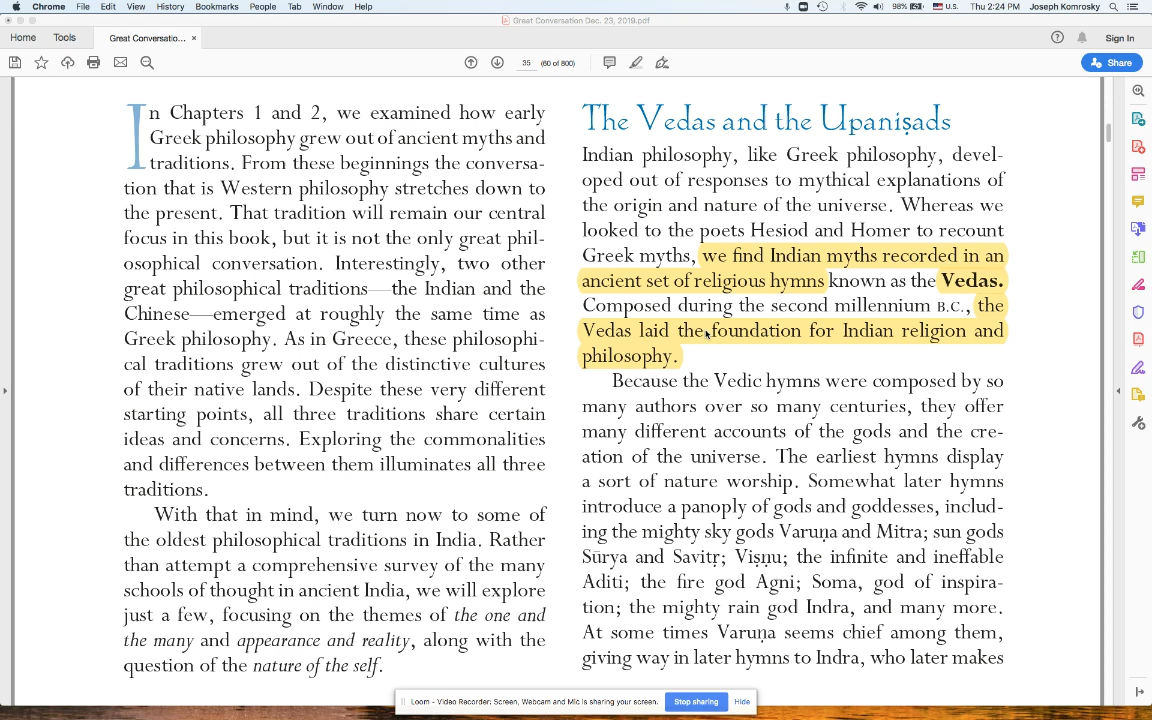 Chrome File Edit View History Bookmarks People Tab Window Help 98% U.S. Thu 2:24 PM Joseph Komrosky
Great Conversation Dec. 23, 2019.pdf
Home Tools Great Conversatio... × Sign In
35 (60 of 800) Share
In Chapters 1 and 2, we examined how early
Greek philosophy grew out of ancient myths and
traditions. From these beginnings the conversa-
tion that is Western philosophy stretches down to
the present. That tradition will remain our central
focus in this book, but it is not the only great phil-
osophical conversation. Interestingly, two other
great philosophical traditions—the Indian and the
Chinese—emerged at roughly the same time as
Greek philosophy. As in Greece, these philosophi-
cal traditions grew out of the distinctive cultures
of their native lands. Despite these very different
starting points, all three traditions share certain
ideas and concerns. Exploring the commonalities
and differences between them illuminates all three
traditions.
With that in mind, we turn now to some of
the oldest philosophical traditions in India. Rather
than attempt a comprehensive survey of the many
schools of thought in ancient India, we will explore
just a few, focusing on the themes of the one and
the many and appearance and reality, along with the
question of the nature of the self.
The Vedas and the Upaniṣads
Indian philosophy, like Greek philosophy, devel-
oped out of responses to mythical explanations of
the origin and nature of the universe. Whereas we
looked to the poets Hesiod and Homer to recount
Greek myths, we find Indian myths recorded in an
ancient set of religious hymns known as the Vedas.
Composed during the second millennium B.C., the
Vedas laid the foundation for Indian religion and
philosophy.
Because the Vedic hymns were composed by so
many authors over so many centuries, they offer
many different accounts of the gods and the cre-
ation of the universe. The earliest hymns display
a sort of nature worship. Somewhat later hymns
introduce a panoply of gods and goddesses, includ-
ing the mighty sky gods Varuṇa and Mitra; sun gods
Sūrya and Savitṛ; Viṣṇu; the infinite and ineffable
Aditi; the fire god Agni; Soma, god of inspira-
tion; the mighty rain god Indra, and many more.
At some times Varuṇa seems chief among them,
giving way in later hymns to Indra, who later makes
Loom - Video Recorder: Screen, Webcam and Mic is sharing your screen. Stop sharing Hide